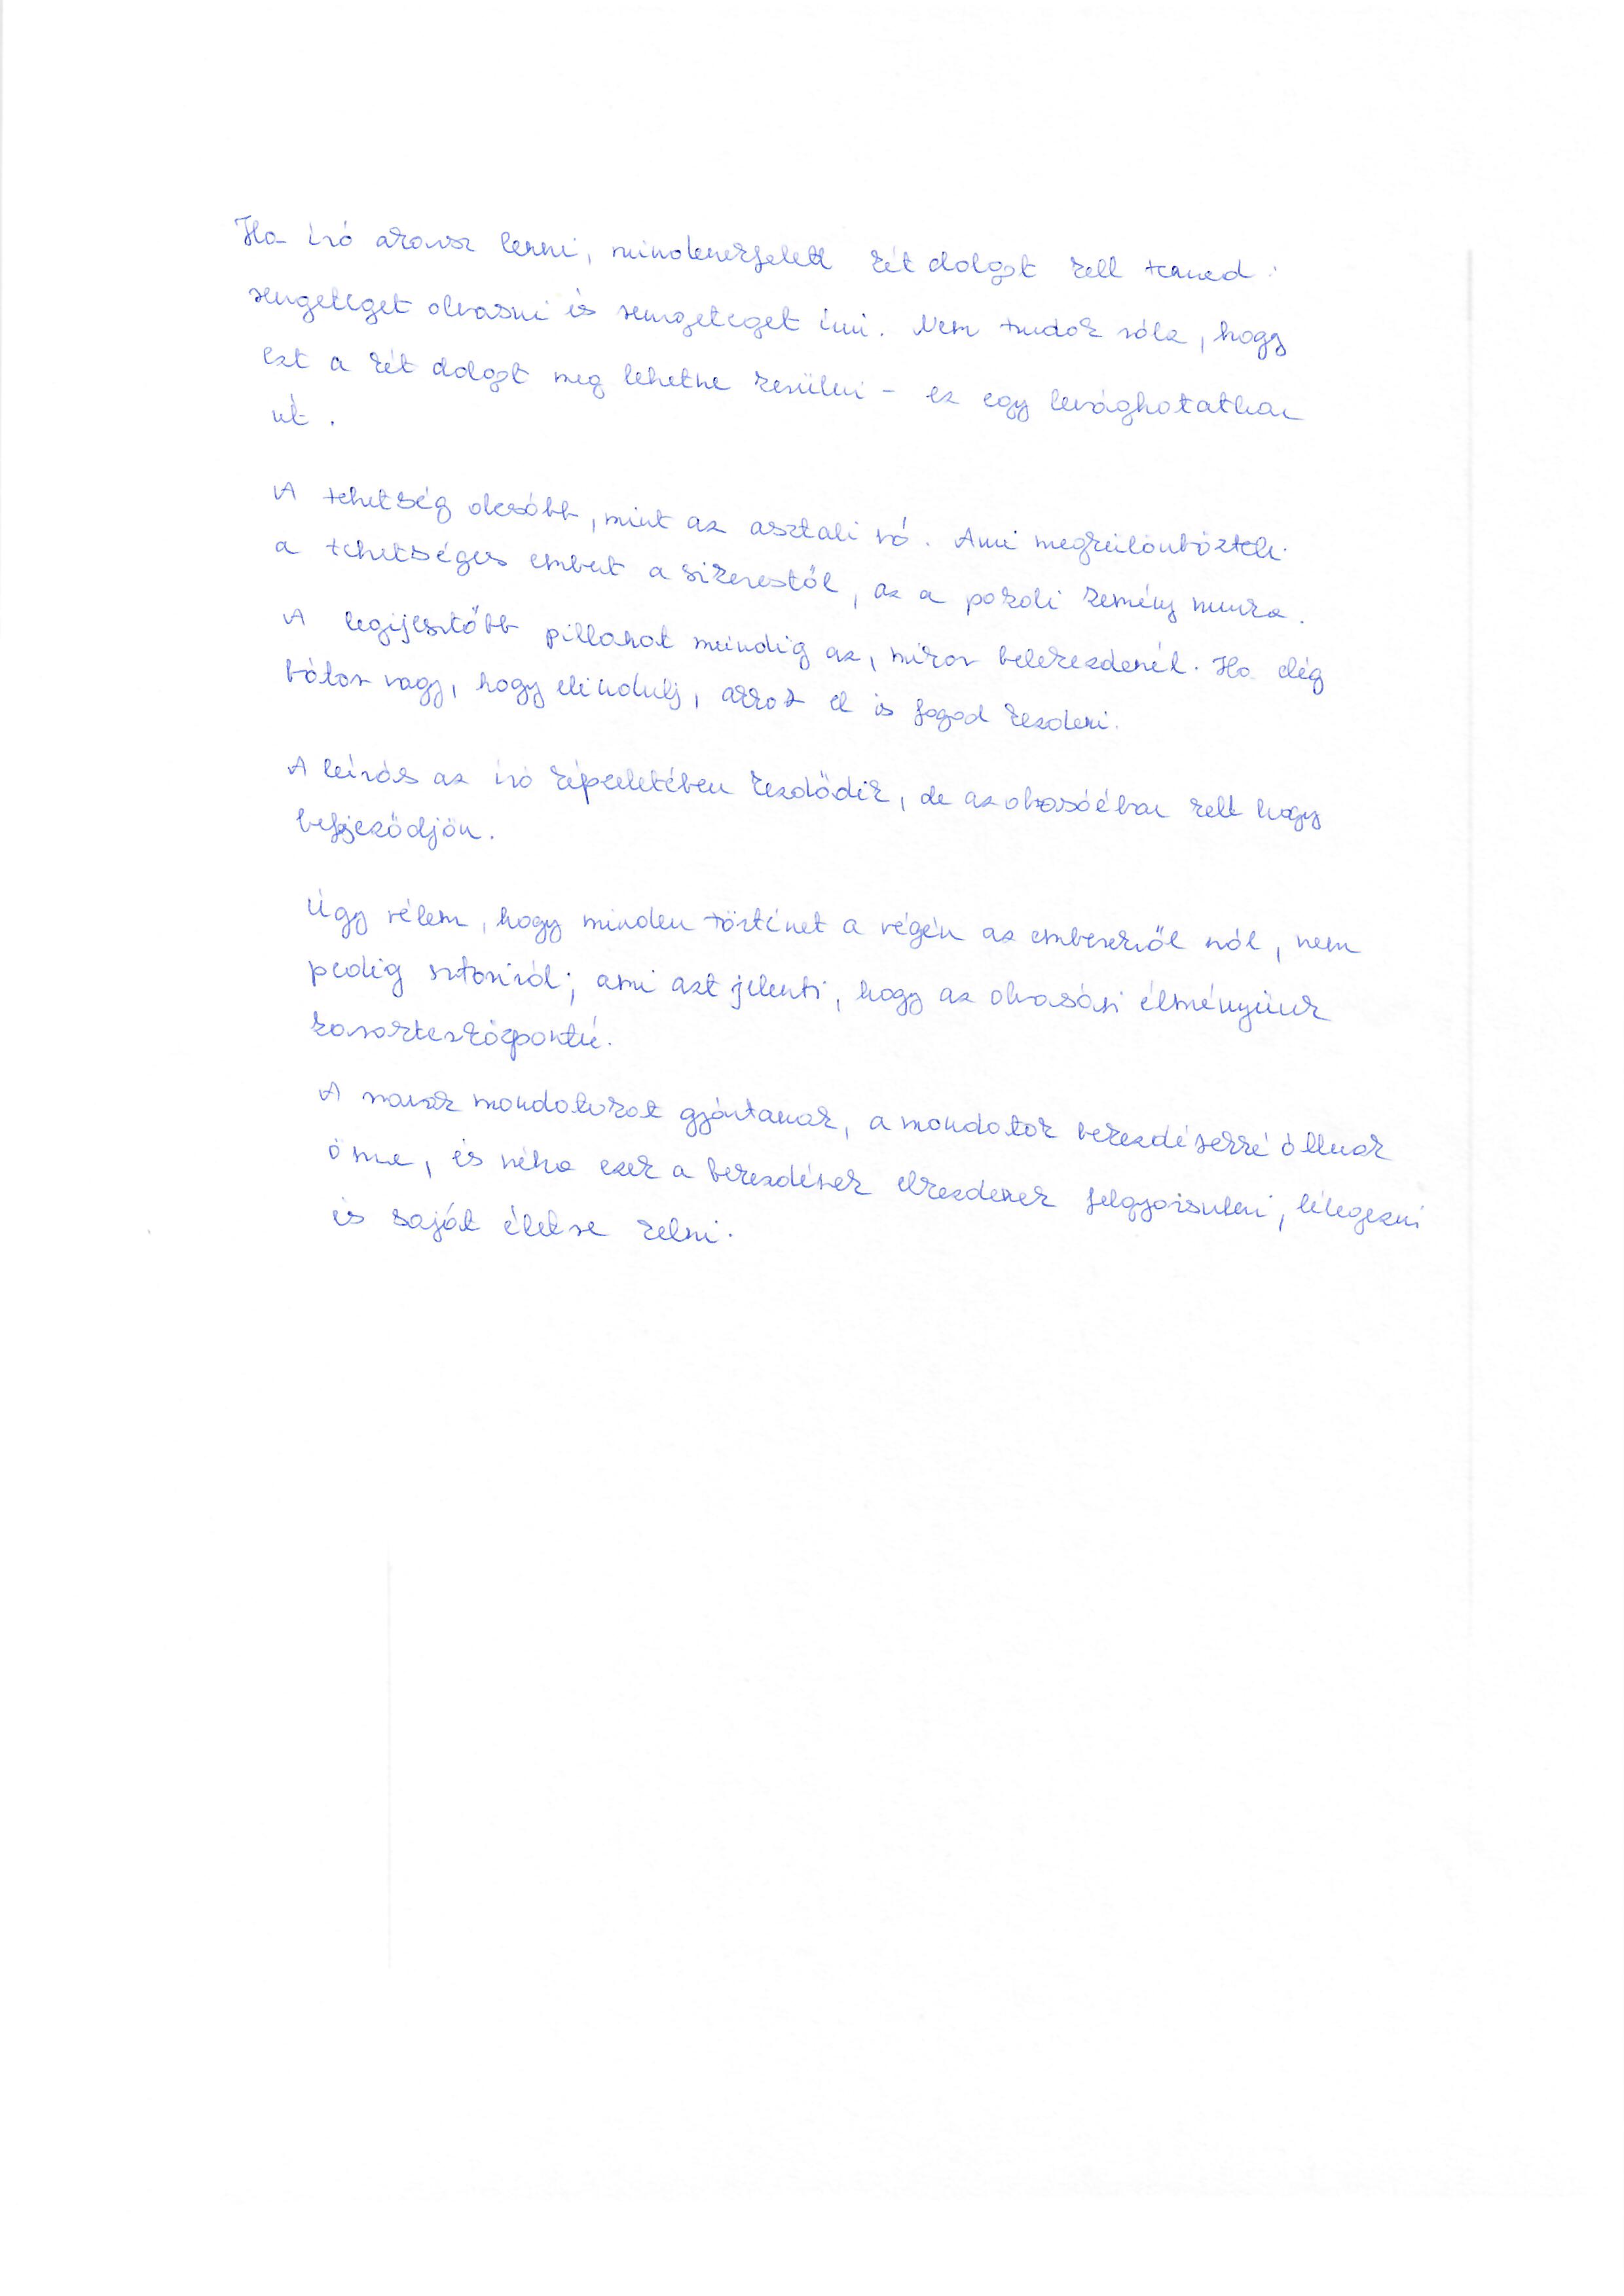 Ha író akarsz lenni, mindenekfelett két dolgot kell tenned:
rengeteget olvasni és rengeteget írni. Nem tudok róla, hogy
ezt a két dolgot meg lehetne kerülni – ez egy levághatatlan
út.
A tehetség olcsóbb, mint az asztali só. Ami megkülönbözteti
a tehetséges embert a sikerestől, az a pokoli kemény munka.
A legijesztőbb pillanat mindig az, mikor belekezdenél. Ha elég
bátor vagy, hogy elindulj, akkor el is fogod kezdeni.
A leírás az író képzeletében kezdődik, de az olvasóéban kell hogy
befejeződjön.
Úgy vélem, hogy minden történet a végén az emberekről szól, nem
pedig sztoriról; ami azt jelenti, hogy az olvasási élményünk
karakterközpontú.
A szavak mondatokat gyártanak, a mondatok bekezdésekké állnak
össze, és néha ezek a bekezdések elkezdenek felgyorsulni, lélegezni
és saját életre kelni.